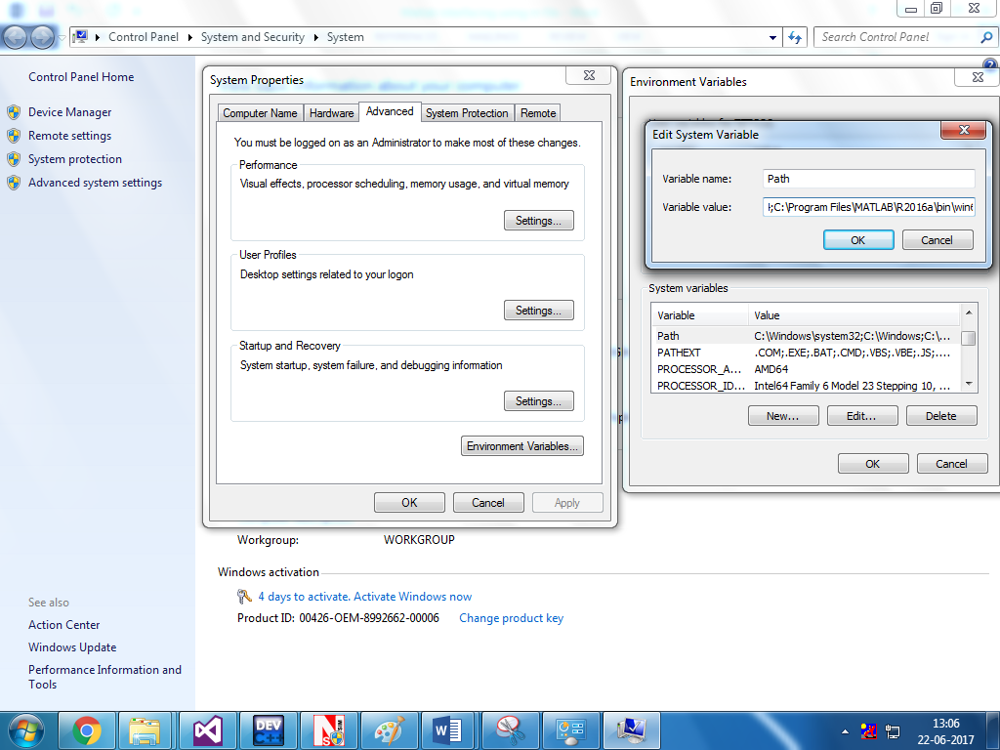 Control Panel
System and Security
System
Search Control Panel
Control Panel Home
Device Manager
Remote settings
System protection
Advanced system settings
See also
Action Center
Windows Update
Performance Information and
Tools
System Properties
Computer Name
Hardware
Advanced
System Protection
Remote
You must be logged on as an Administrator to make most of these changes.
Performance
Visual effects, processor scheduling, memory usage, and virtual memory
Settings...
User Profiles
Desktop settings related to your logon
Settings...
Startup and Recovery
System startup, system failure, and debugging information
Settings...
Environment Variables...
OK
Cancel
Apply
Environment Variables
Edit System Variable
Variable name:
Path
Variable value:
;C:\Program Files\MATLAB\R2016a\bin\win6
OK
Cancel
System variables
Variable Value
Path C:\Windows\system32;C:\Windows;C:\...
PATHEXT .COM;.EXE;.BAT;.CMD;.VBS;.VBE;.JS;....
PROCESSOR_A... AMD64
PROCESSOR_ID... Intel64 Family 6 Model 23 Stepping 10, ...
New...
Edit...
Delete
OK
Cancel
Workgroup: WORKGROUP
Windows activation
4 days to activate. Activate Windows now
Product ID: 00426-OEM-8992662-00006 Change product key
DEV
C++
13:06
22-06-2017